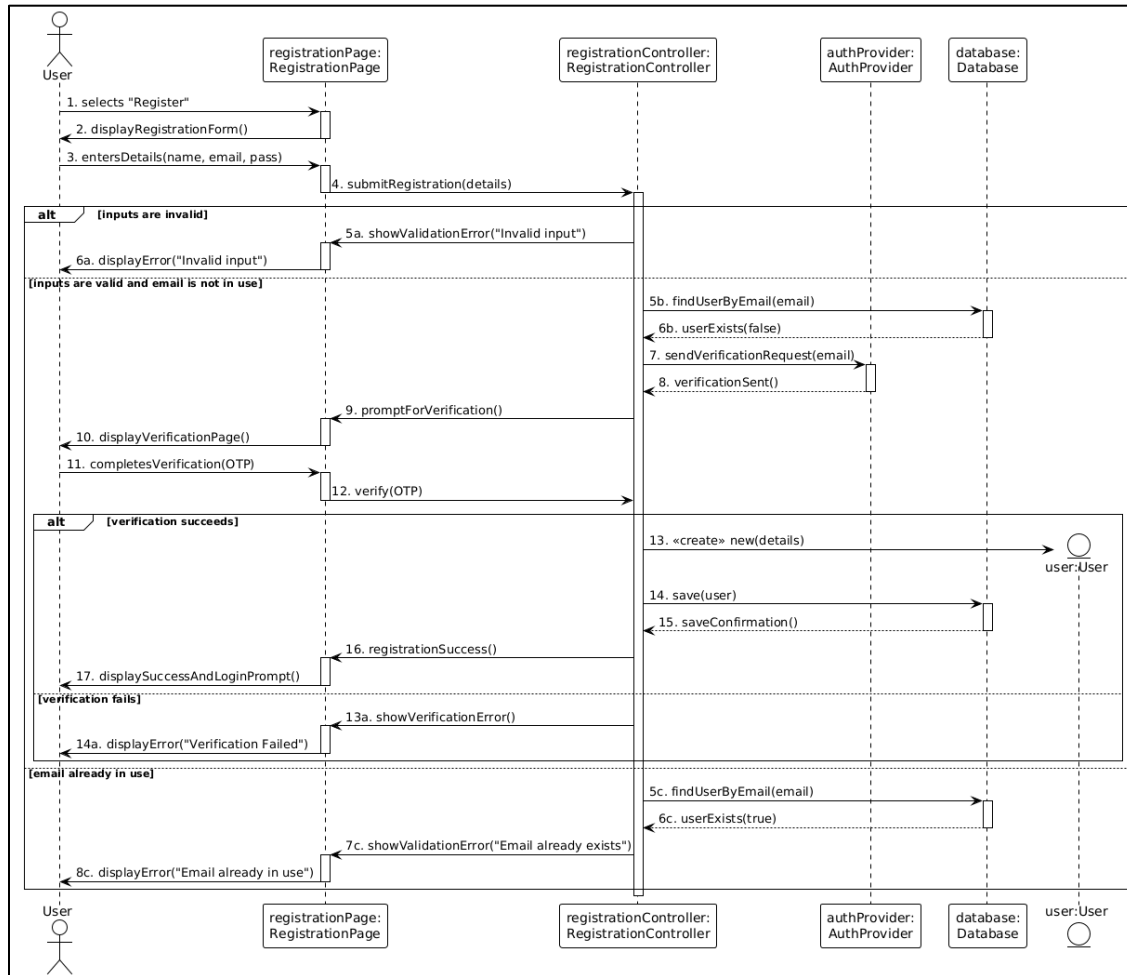 User
registrationPage:
RegistrationPage
registrationController:
RegistrationController
authProvider:
AuthProvider
database:
Database
1. selects "Register"
2. displayRegistrationForm()
3. entersDetails(name, email, pass)
4. submitRegistration(details)
alt [inputs are invalid]
5a. showValidationError("Invalid input")
6a. displayError("Invalid input")
[inputs are valid and email is not in use]
5b. findUserByEmail(email)
6b. userExists(false)
7. sendVerificationRequest(email)
8. verificationSent()
9. promptForVerification()
10. displayVerificationPage()
11. completesVerification(OTP)
12. verify(OTP)
alt [verification succeeds]
13. «create» new(details)
user:User
14. save(user)
15. saveConfirmation()
16. registrationSuccess()
17. displaySuccessAndLoginPrompt()
[verification fails]
13a. showVerificationError()
14a. displayError("Verification Failed")
[email already in use]
5c. findUserByEmail(email)
6c. userExists(true)
7c. showValidationError("Email already exists")
8c. displayError("Email already in use")
User
registrationPage:
RegistrationPage
registrationController:
RegistrationController
authProvider:
AuthProvider
database:
Database
user:User